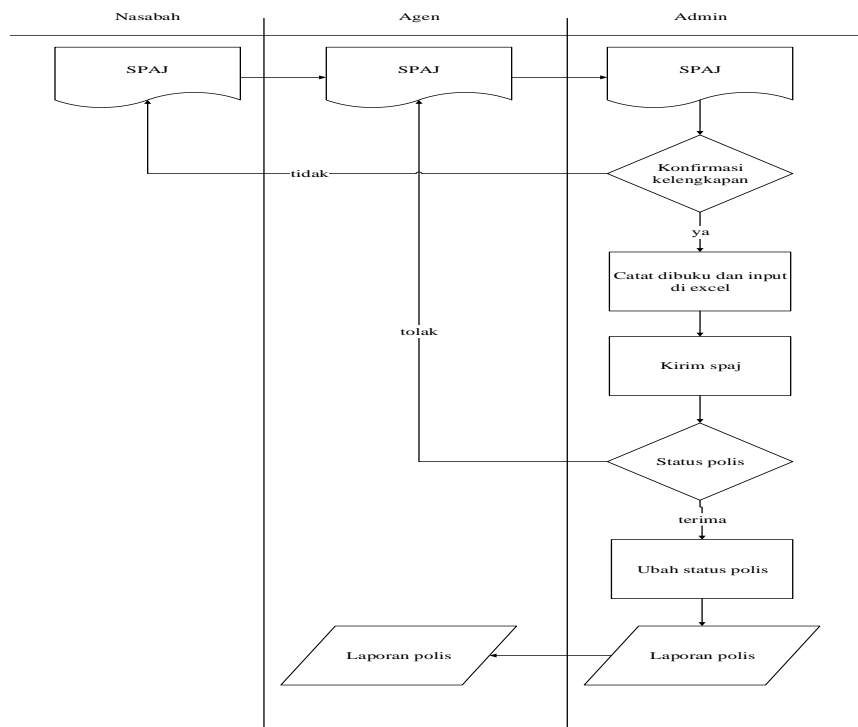 Nasabah
Agen
Admin
SPAJ
SPAJ
SPAJ
Konfirmasi
kelengkapan
tidak
ya
Catat dibuku dan input
di excel
tolak
Kirim spaj
Status polis
terima
Ubah status polis
Laporan polis
Laporan polis